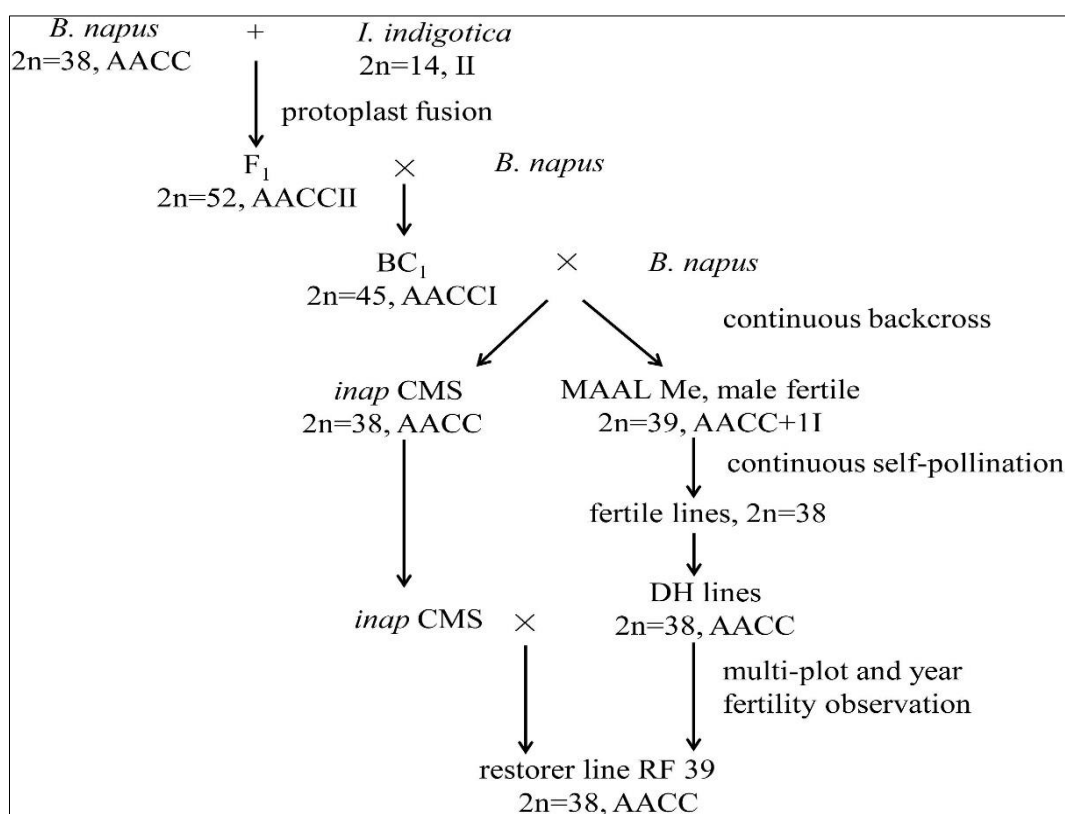 B. napus + I. indigotica
2n=38, AACC 2n=14, II
protoplast fusion
F₁ × B. napus
2n=52, AACCII
BC₁ × B. napus
2n=45, AACCI
continuous backcross
inap CMS MAAL Me, male fertile
2n=38, AACC 2n=39, AACC+1I
continuous self-pollination
fertile lines, 2n=38
DH lines
inap CMS × 2n=38, AACC
multi-plot and year
fertility observation
restorer line RF 39
2n=38, AACC